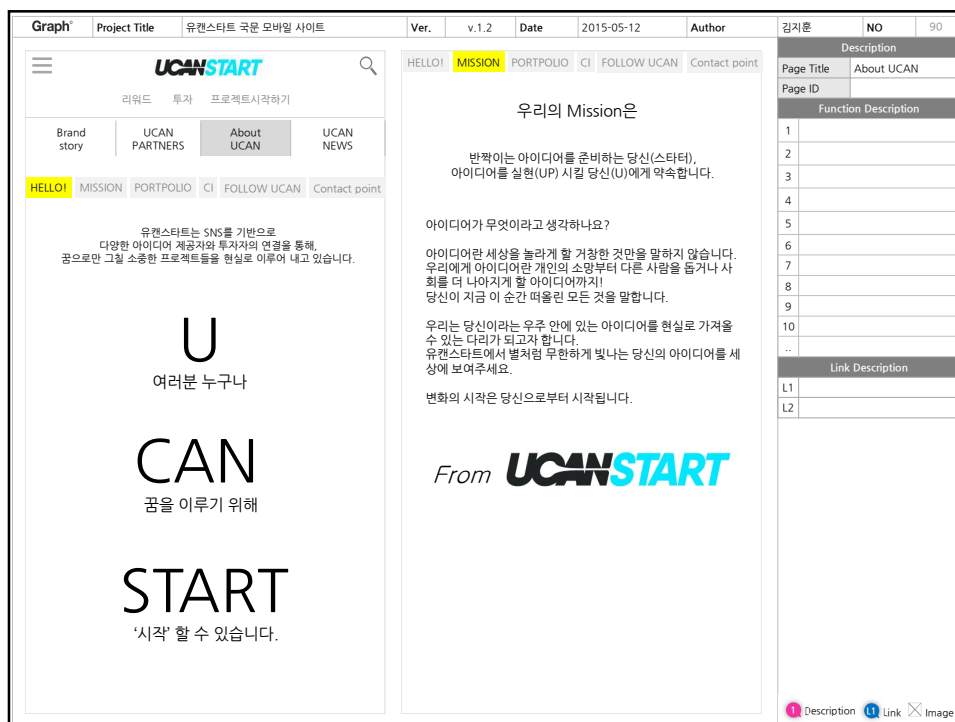 Graph° Project Title 유캔스타트 국문 모바일 사이트 Ver. v.1.2 Date 2015-05-12 Author 김지훈 NO 90
UCANSTART
리워드 투자 프로젝트시작하기
Brand story
UCAN PARTNERS
About UCAN
UCAN NEWS
HELLO! MISSION PORTPOLIO CI FOLLOW UCAN Contact point
유캔스타트는 SNS를 기반으로
다양한 아이디어 제공자와 투자자의 연결을 통해,
꿈으로만 그칠 소중한 프로젝트들을 현실로 이루어 내고 있습니다.
U
여러분 누구나
CAN
꿈을 이루기 위해
START
‘시작’ 할 수 있습니다.
HELLO! MISSION PORTPOLIO CI FOLLOW UCAN Contact point
우리의 Mission은
반짝이는 아이디어를 준비하는 당신(스타터),
아이디어를 실현(UP) 시킬 당신(U)에게 약속합니다.
아이디어가 무엇이라고 생각하나요?
아이디어란 세상을 놀라게 할 거창한 것만을 말하지 않습니다.
우리에게 아이디어란 개인의 소망부터 다른 사람을 돕거나 사
회를 더 나아지게 할 아이디어까지!
당신이 지금 이 순간 떠올린 모든 것을 말합니다.
우리는 당신이라는 우주 안에 있는 아이디어를 현실로 가져올
수 있는 다리가 되고자 합니다.
유캔스타트에서 별처럼 무한하게 빛나는 당신의 아이디어를 세
상에 보여주세요.
변화의 시작은 당신으로부터 시작됩니다.
From UCANSTART
Description
Page Title About UCAN
Page ID
Function Description
1
2
3
4
5
6
7
8
9
10
..
Link Description
L1
L2
1 Description L1 Link Image